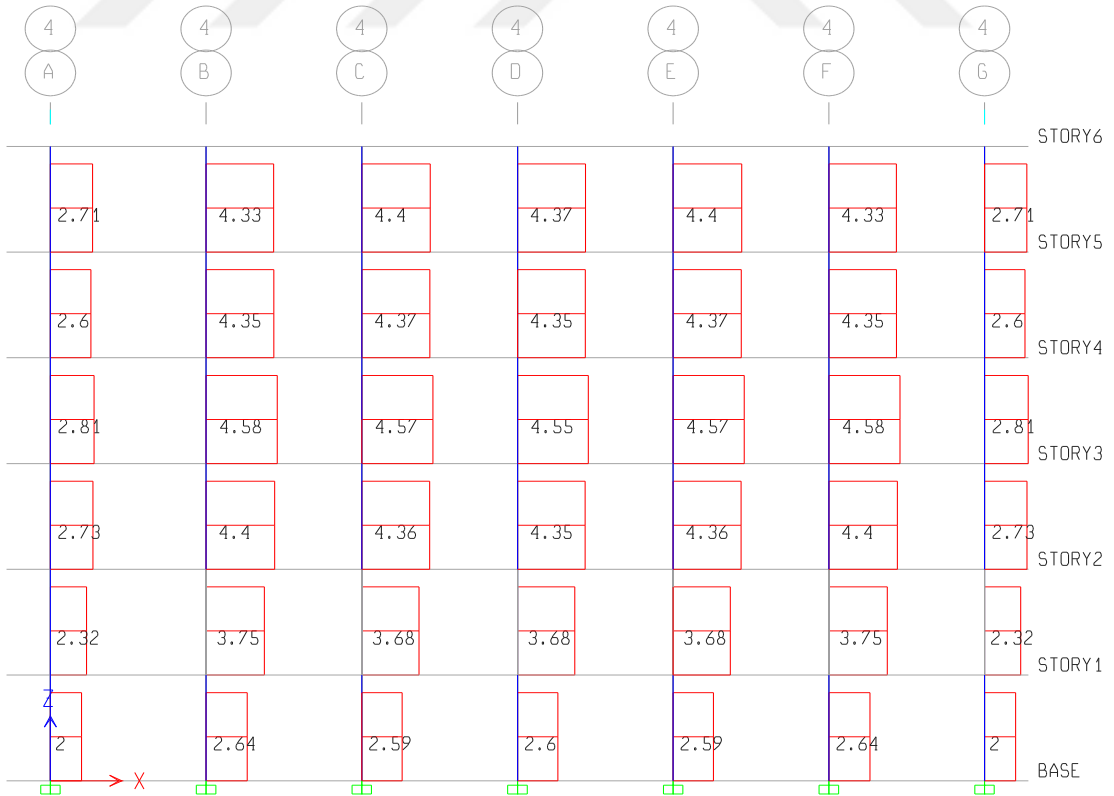 4 4 4 4 4 4 4
A B C D E F G
STORY6
2.71 4.33 4.4 4.37 4.4 4.33 2.71
STORY5
2.6 4.35 4.37 4.35 4.37 4.35 2.6
STORY4
2.81 4.58 4.57 4.55 4.57 4.58 2.81
STORY3
2.73 4.4 4.36 4.35 4.36 4.4 2.73
STORY2
2.32 3.75 3.68 3.68 3.68 3.75 2.32
STORY1
Z
2 2.64 2.59 2.6 2.59 2.64 2
X
BASE